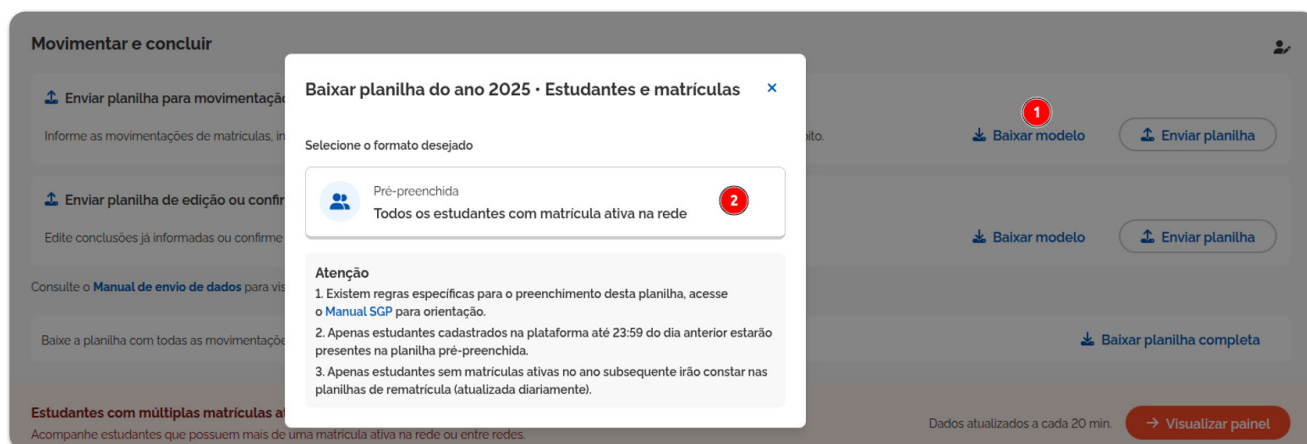 Movimentar e concluir
Enviar planilha para movimentação
Informe as movimentações de matrículas, in
ito.
1
Baixar modelo
Enviar planilha
Enviar planilha de edição ou confir
Edite conclusões já informadas ou confirme
Baixar modelo
Enviar planilha
Consulte o Manual de envio de dados para vis
Baixe a planilha com todas as movimentaçõe
Baixar planilha completa
Estudantes com múltiplas matrículas at
Acompanhe estudantes que possuem mais de uma matrícula ativa na rede ou entre redes.
Dados atualizados a cada 20 min.
Visualizar painel
Baixar planilha do ano 2025 • Estudantes e matrículas
Selecione o formato desejado
Pré-preenchida
Todos os estudantes com matrícula ativa na rede
2
Atenção
1. Existem regras específicas para o preenchimento desta planilha, acesse
o Manual SGP para orientação.
2. Apenas estudantes cadastrados na plataforma até 23:59 do dia anterior estarão
presentes na planilha pré-preenchida.
3. Apenas estudantes sem matrículas ativas no ano subsequente irão constar nas
planilhas de rematrícula (atualizada diariamente).